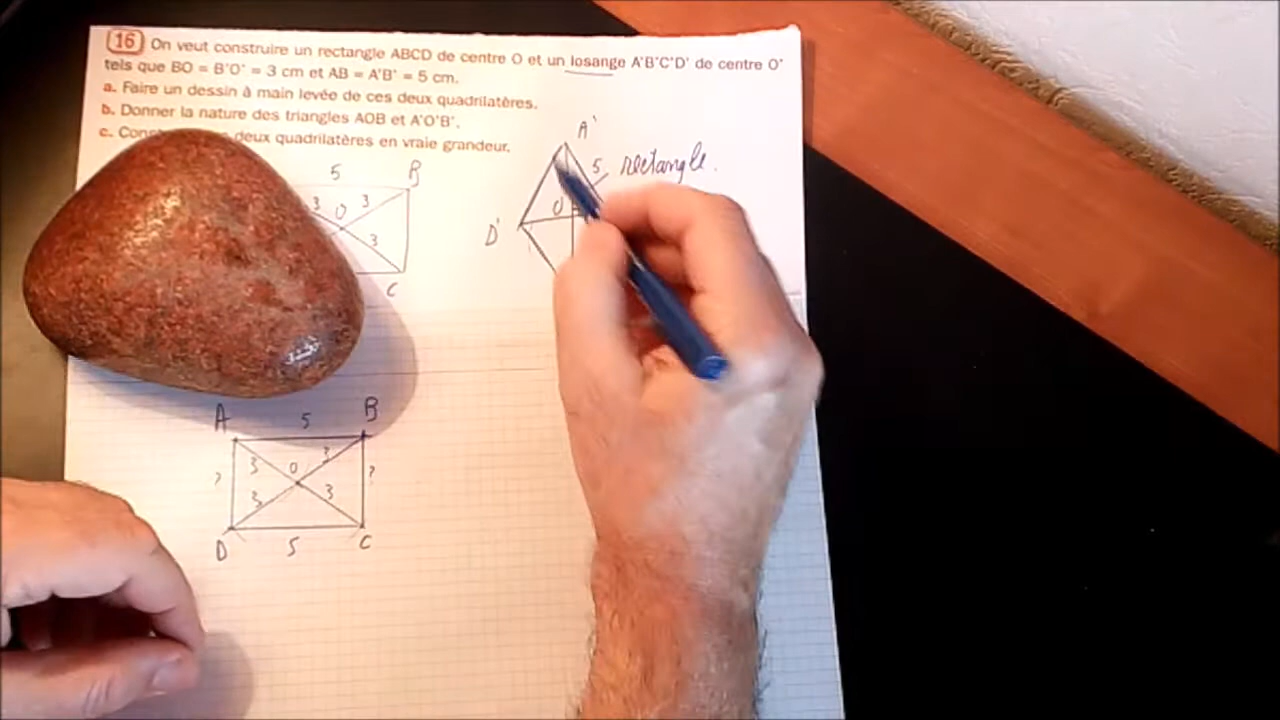 16 On veut construire un rectangle ABCD de centre O et un losange A'B'C'D' de centre O'
tels que BO = B'O' = 3 cm et AB = A'B' = 5 cm.
a. Faire un dessin à main levée de ces deux quadrilatères.
b. Donner la nature des triangles AOB et A'O'B'.
c. deux quadrilatères en vraie grandeur.
A'
5 B
5 rectangle.
3 O 3
O
3
D'
C
A 5 B
3 O 3
? ?
3 3
D 5 C